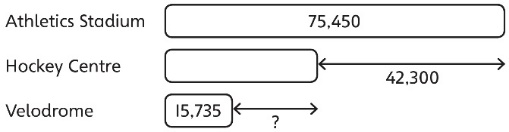 Athletics Stadium 75,450
Hockey Centre
42,300
Velodrome 15,735
?